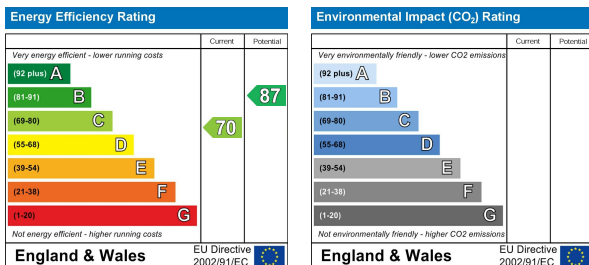 Energy Efficiency Rating
Current Potential
Very energy efficient - lower running costs
(92 plus) A
(81-91) B
(69-80) C
(55-68) D
(39-54) E
(21-38) F
(1-20) G
70
87
Not energy efficient - higher running costs
England & Wales
EU Directive
2002/91/EC
Environmental Impact (CO₂) Rating
Current Potential
Very environmentally friendly - lower CO2 emissions
(92 plus) A
(81-91) B
(69-80) C
(55-68) D
(39-54) E
(21-38) F
(1-20) G
Not environmentally friendly - higher CO2 emissions
England & Wales
EU Directive
2002/91/EC